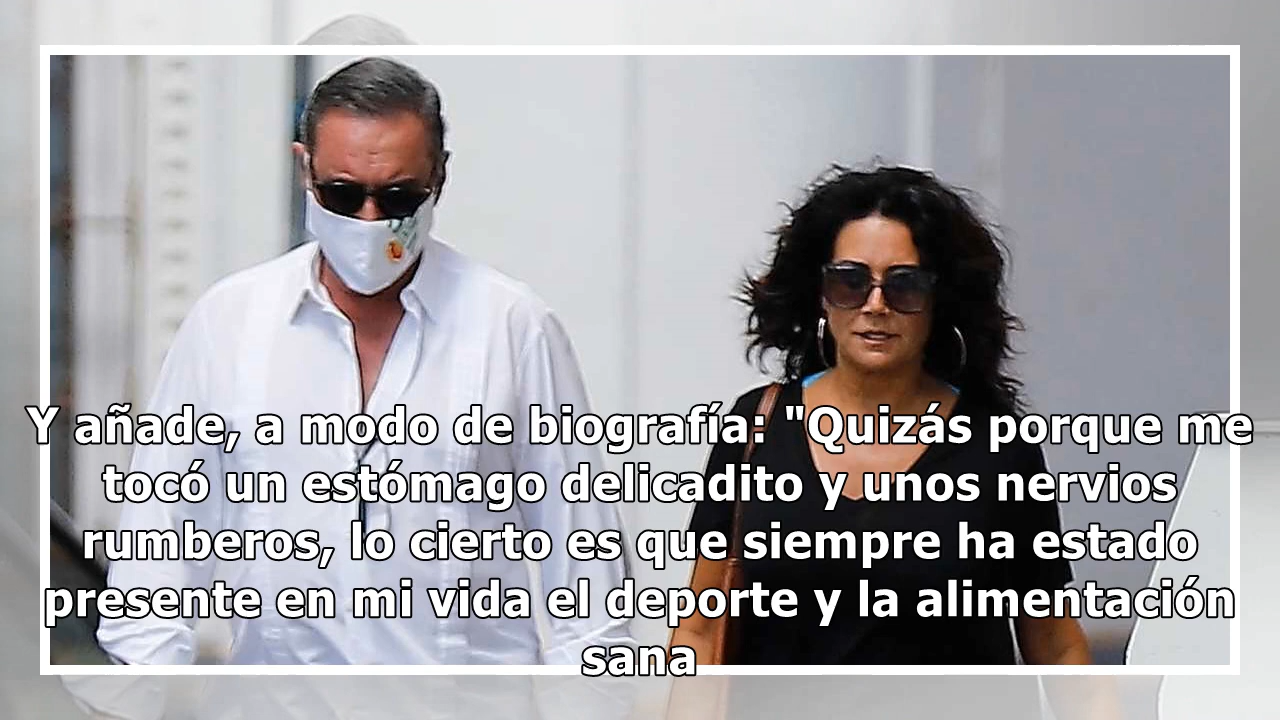 Y añade, a modo de biografía: "Quizás porque me
tocó un estómago delicadito y unos nervios
rumberos, lo cierto es que siempre ha estado
presente en mi vida el deporte y la alimentación
sana